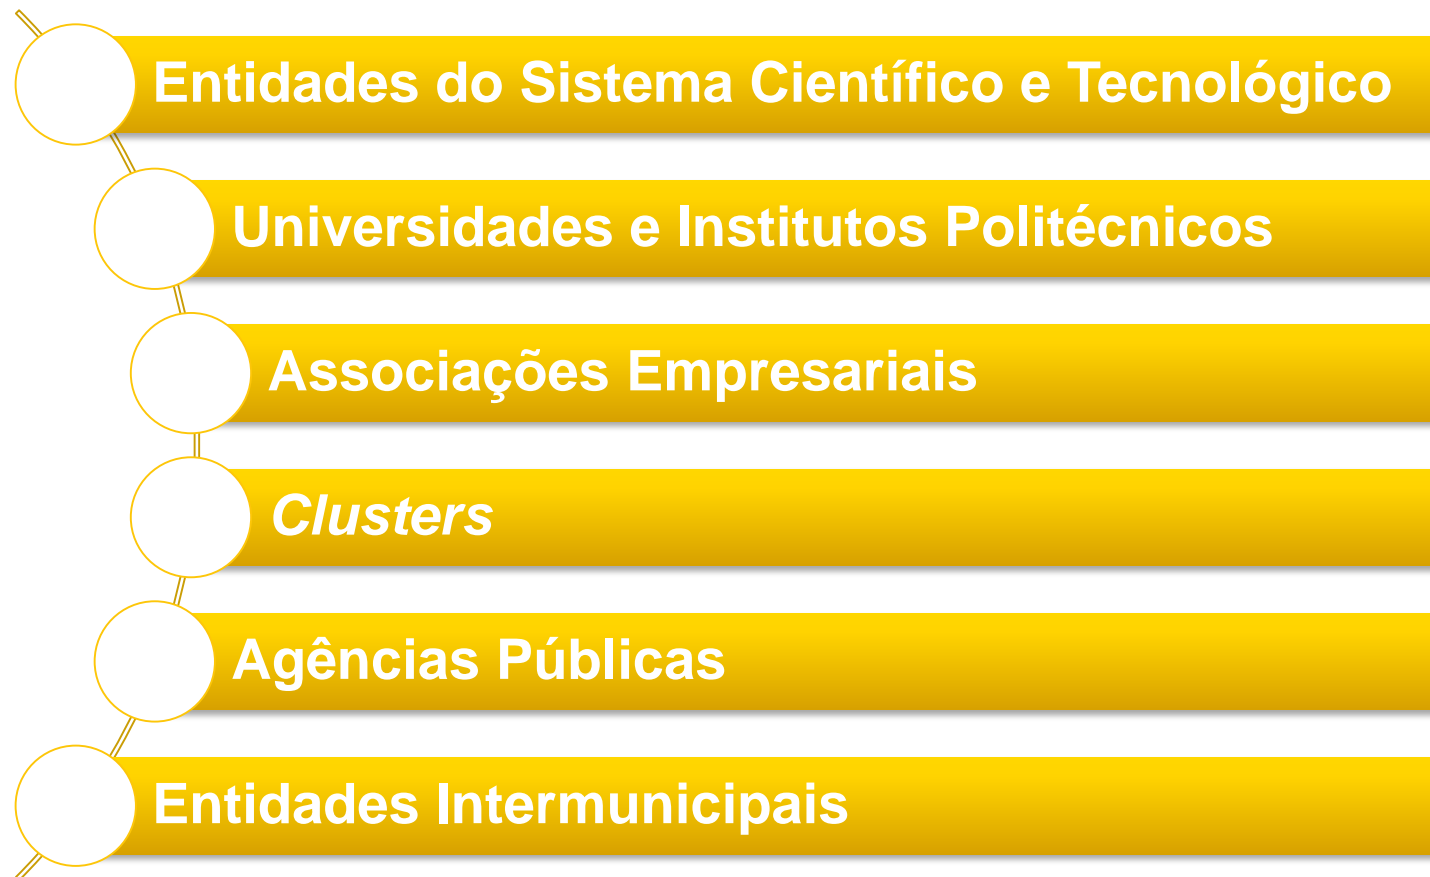 Entidades do Sistema Científico e Tecnológico
Universidades e Institutos Politécnicos
Associações Empresariais
Clusters
Agências Públicas
Entidades Intermunicipais